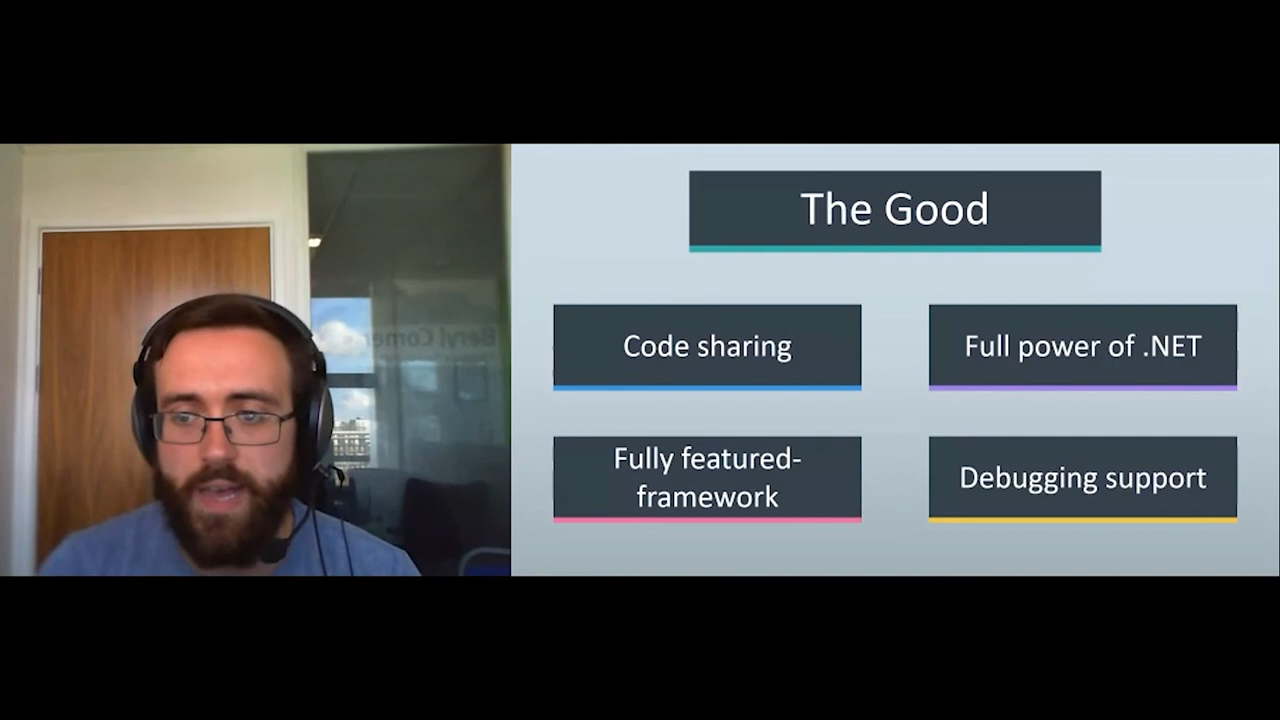 The Good
Code sharing
Full power of .NET
Fully featured-
framework
Debugging support